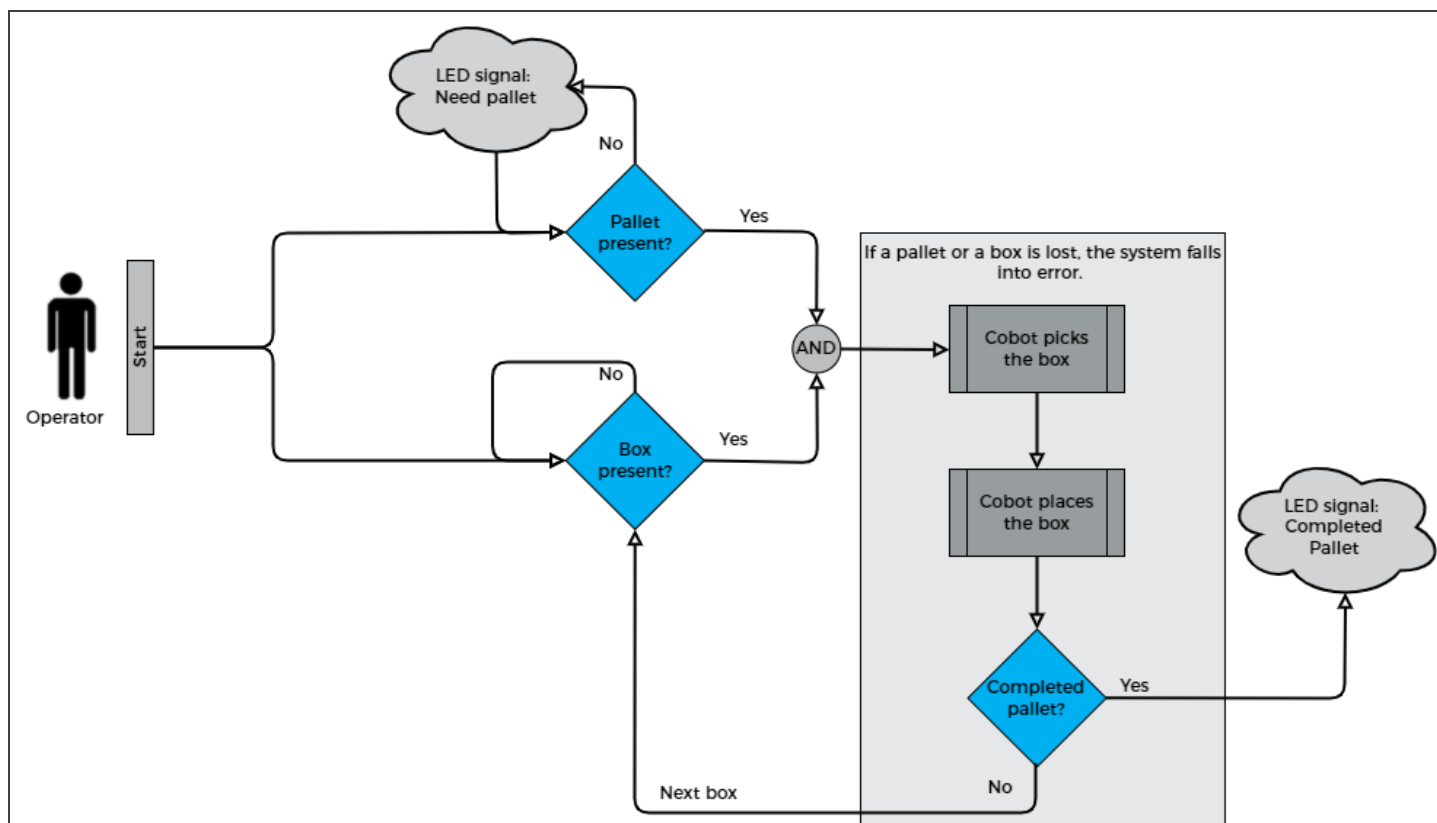 LED signal:
Need pallet
No
Pallet
present?
Yes
If a pallet or a box is lost, the system falls
into error.
Operator
Start
AND
Cobot picks
the box
No
Box
present?
Yes
Cobot places
the box
LED signal:
Completed
Pallet
Completed
pallet?
Yes
No
Next box